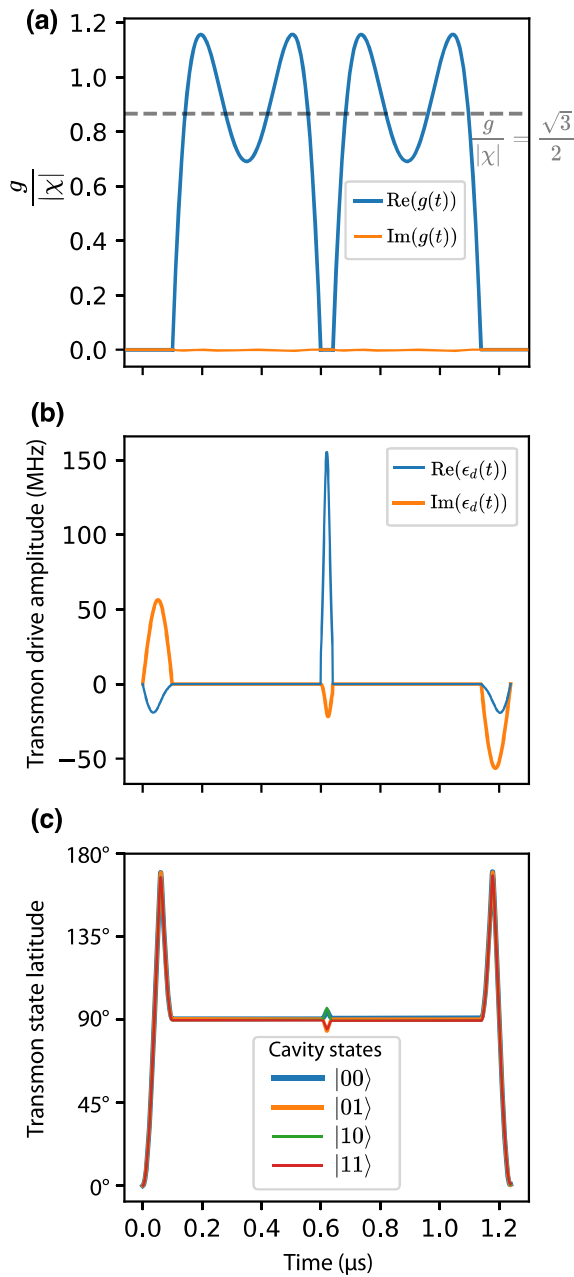 (a)
1.2
1.0
0.8
0.6
0.4
0.2
0.0
g/|χ|
g/|χ| = √3/2
Re(g(t))
Im(g(t))
(b)
150
100
50
0
−50
Transmon drive amplitude (MHz)
Re(ϵ_d(t))
Im(ϵ_d(t))
(c)
180°
135°
90°
45°
0°
Transmon state latitude
Cavity states
|00⟩
|01⟩
|10⟩
|11⟩
0.0 0.2 0.4 0.6 0.8 1.0 1.2
Time (μs)